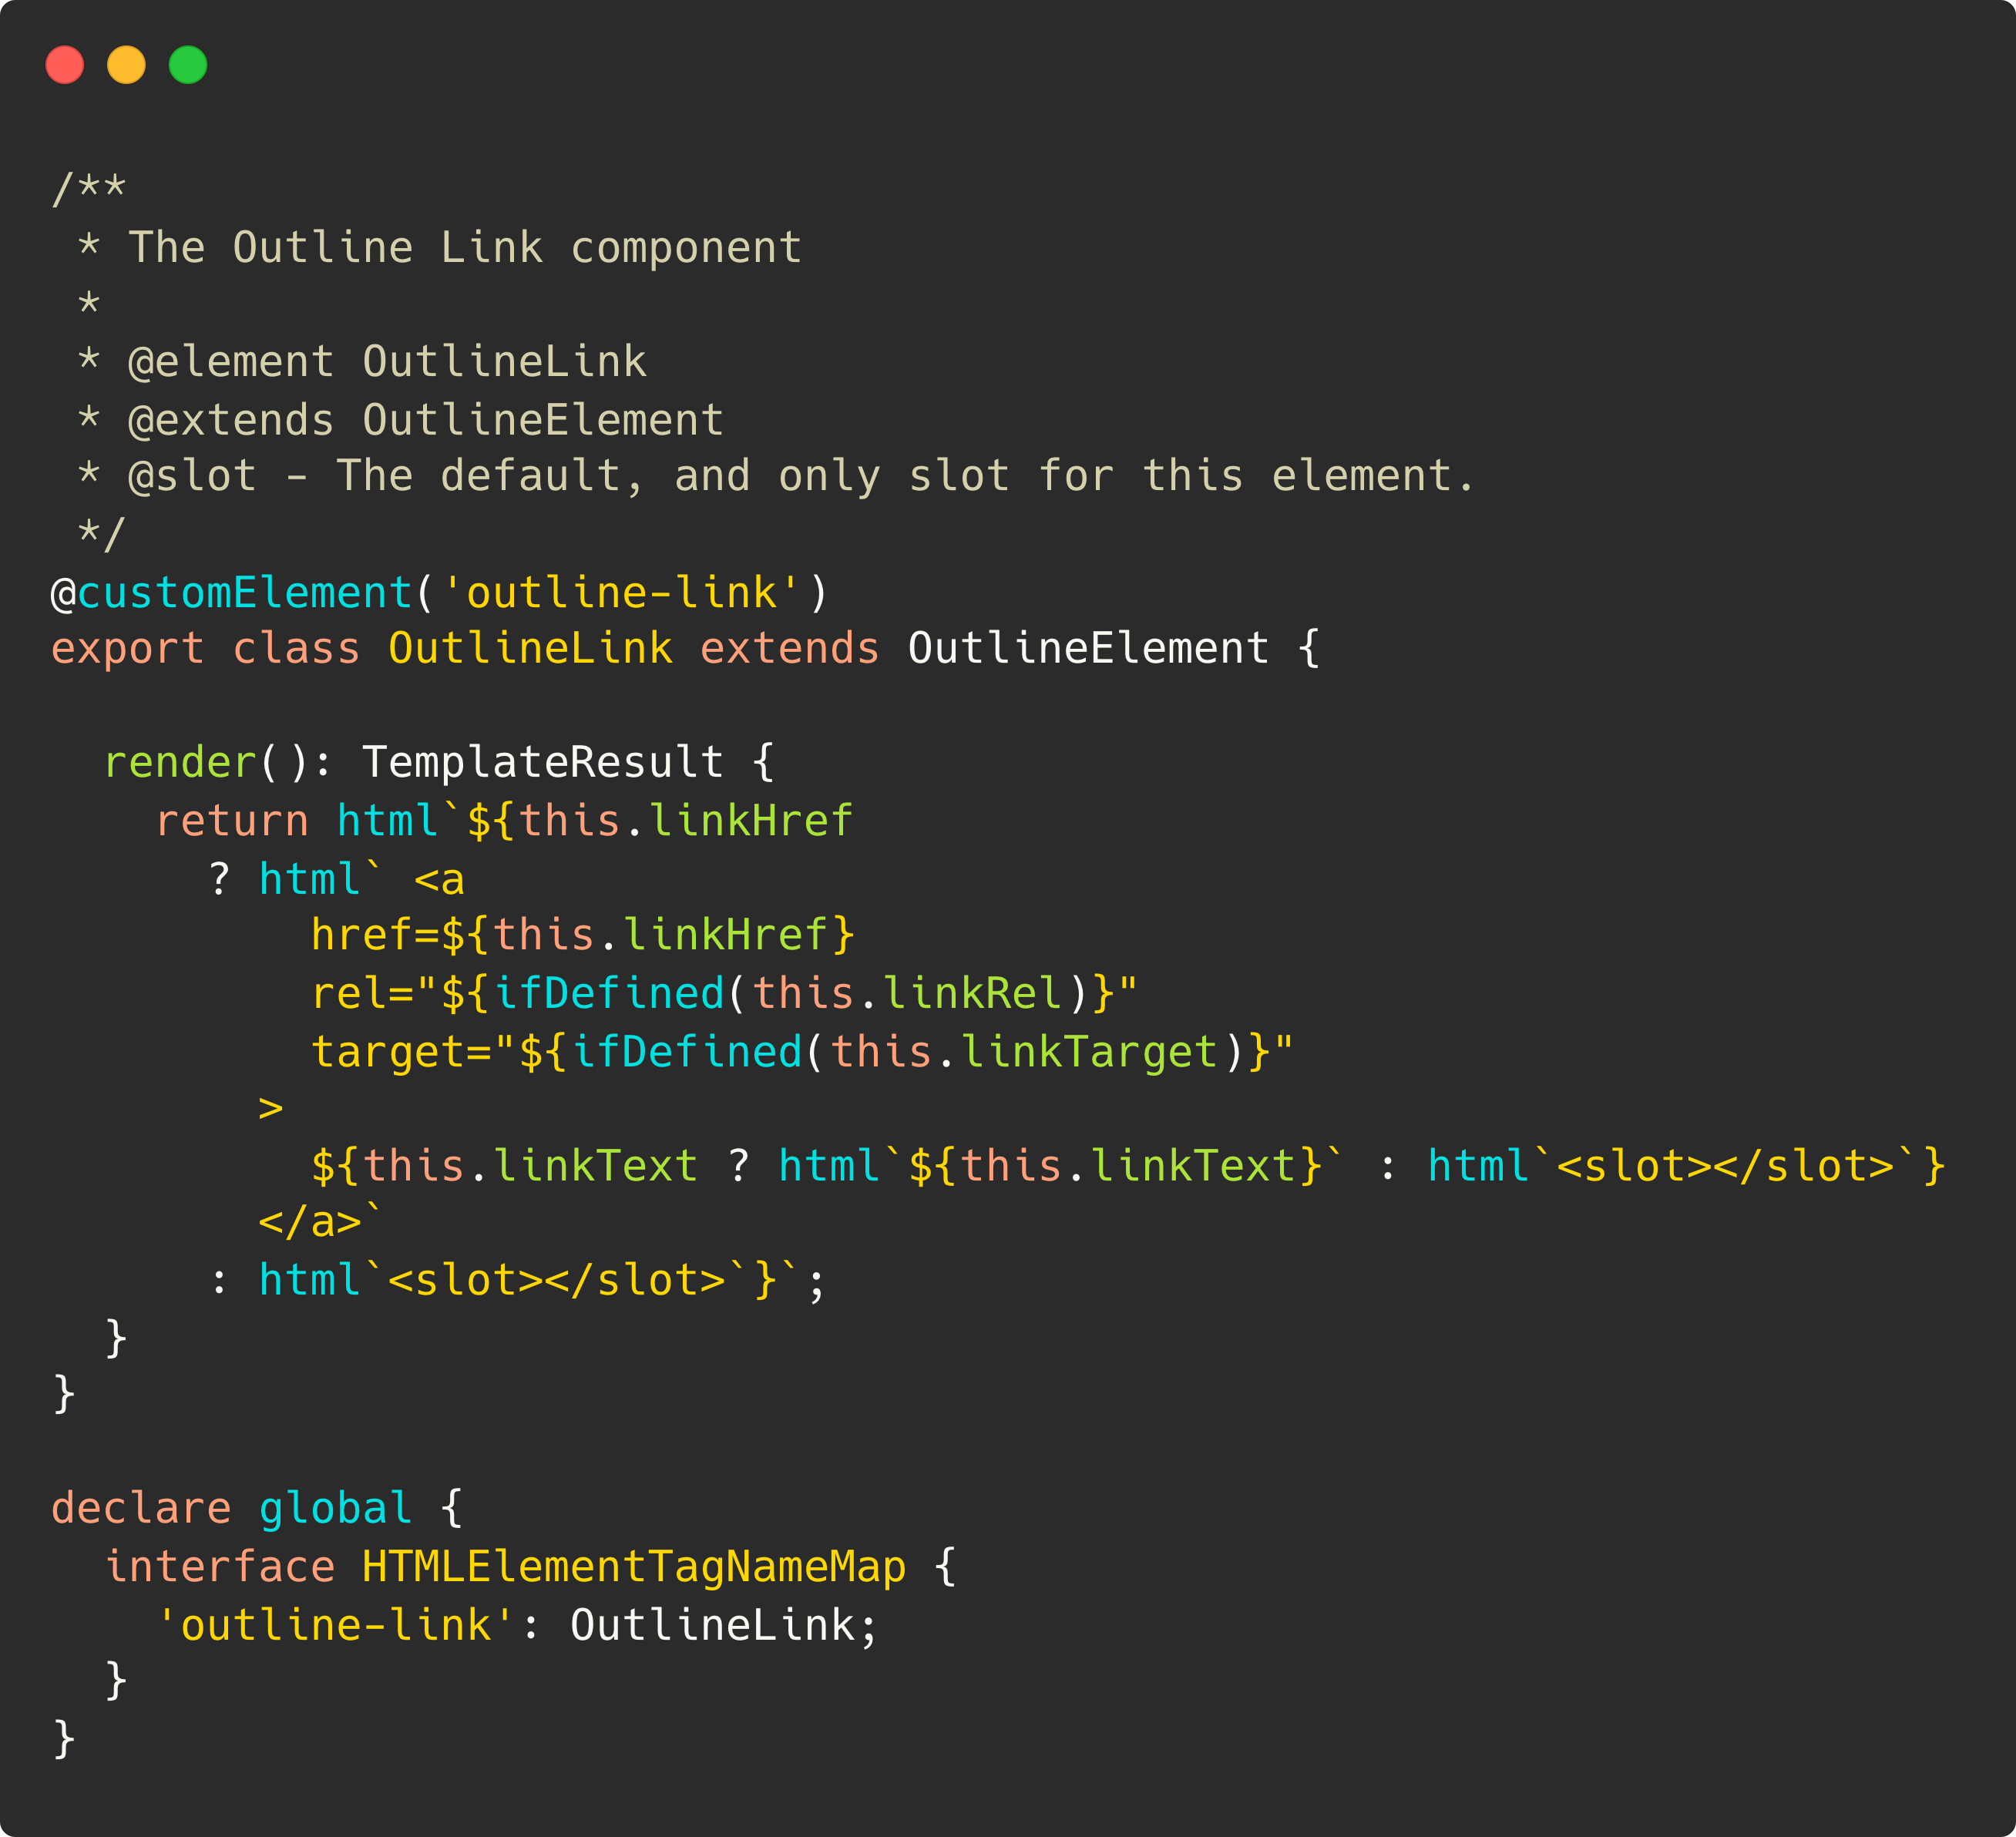 /**
 * The Outline Link component
 *
 * @element OutlineLink
 * @extends OutlineElement
 * @slot - The default, and only slot for this element.
 */
@customElement('outline-link')
export class OutlineLink extends OutlineElement {

  render(): TemplateResult {
    return html`${this.linkHref
      ? html` <a
          href=${this.linkHref}
          rel="${ifDefined(this.linkRel)}"
          target="${ifDefined(this.linkTarget)}"
        >
          ${this.linkText ? html`${this.linkText}` : html`<slot></slot>`}
        </a>`
      : html`<slot></slot>`}`;
  }
}

declare global {
  interface HTMLElementTagNameMap {
    'outline-link': OutlineLink;
  }
}